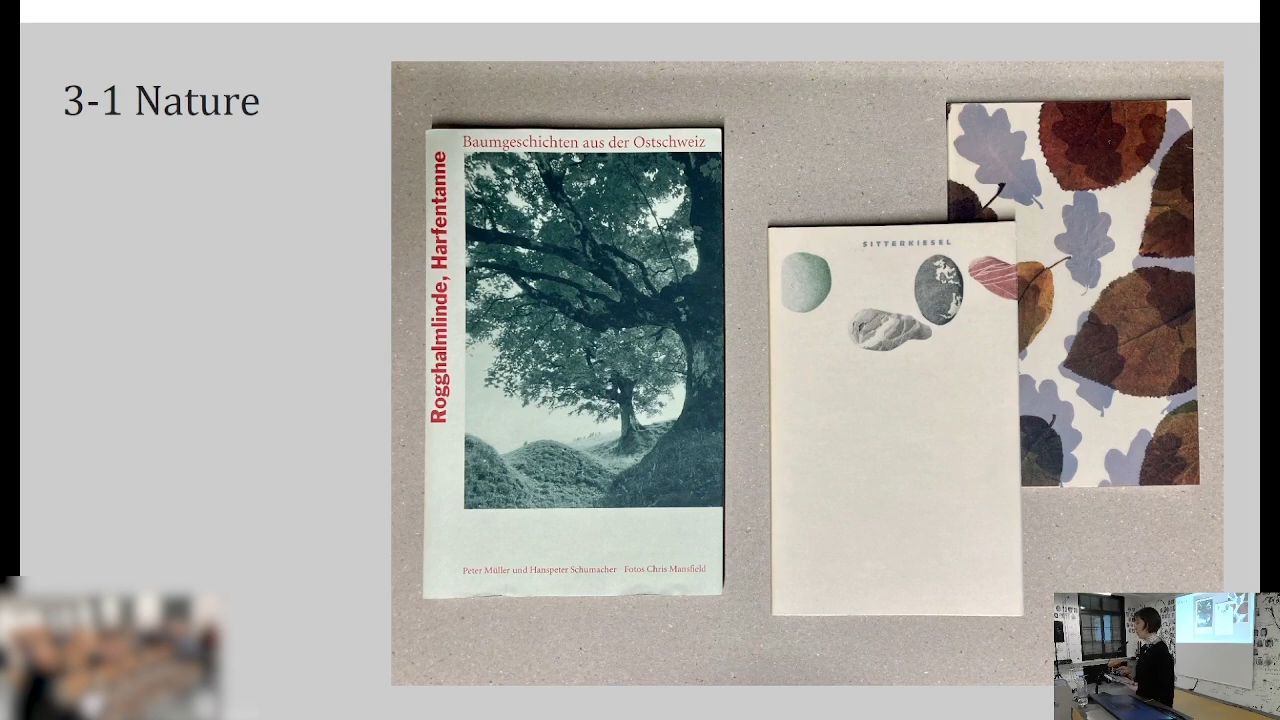 3-1 Nature
Baumgeschichten aus der Ostschweiz
Rogghalmlinde, Harfentanne
Peter Müller und Hanspeter Schumacher Fotos Chris Mansfield
SITTERKIESEL